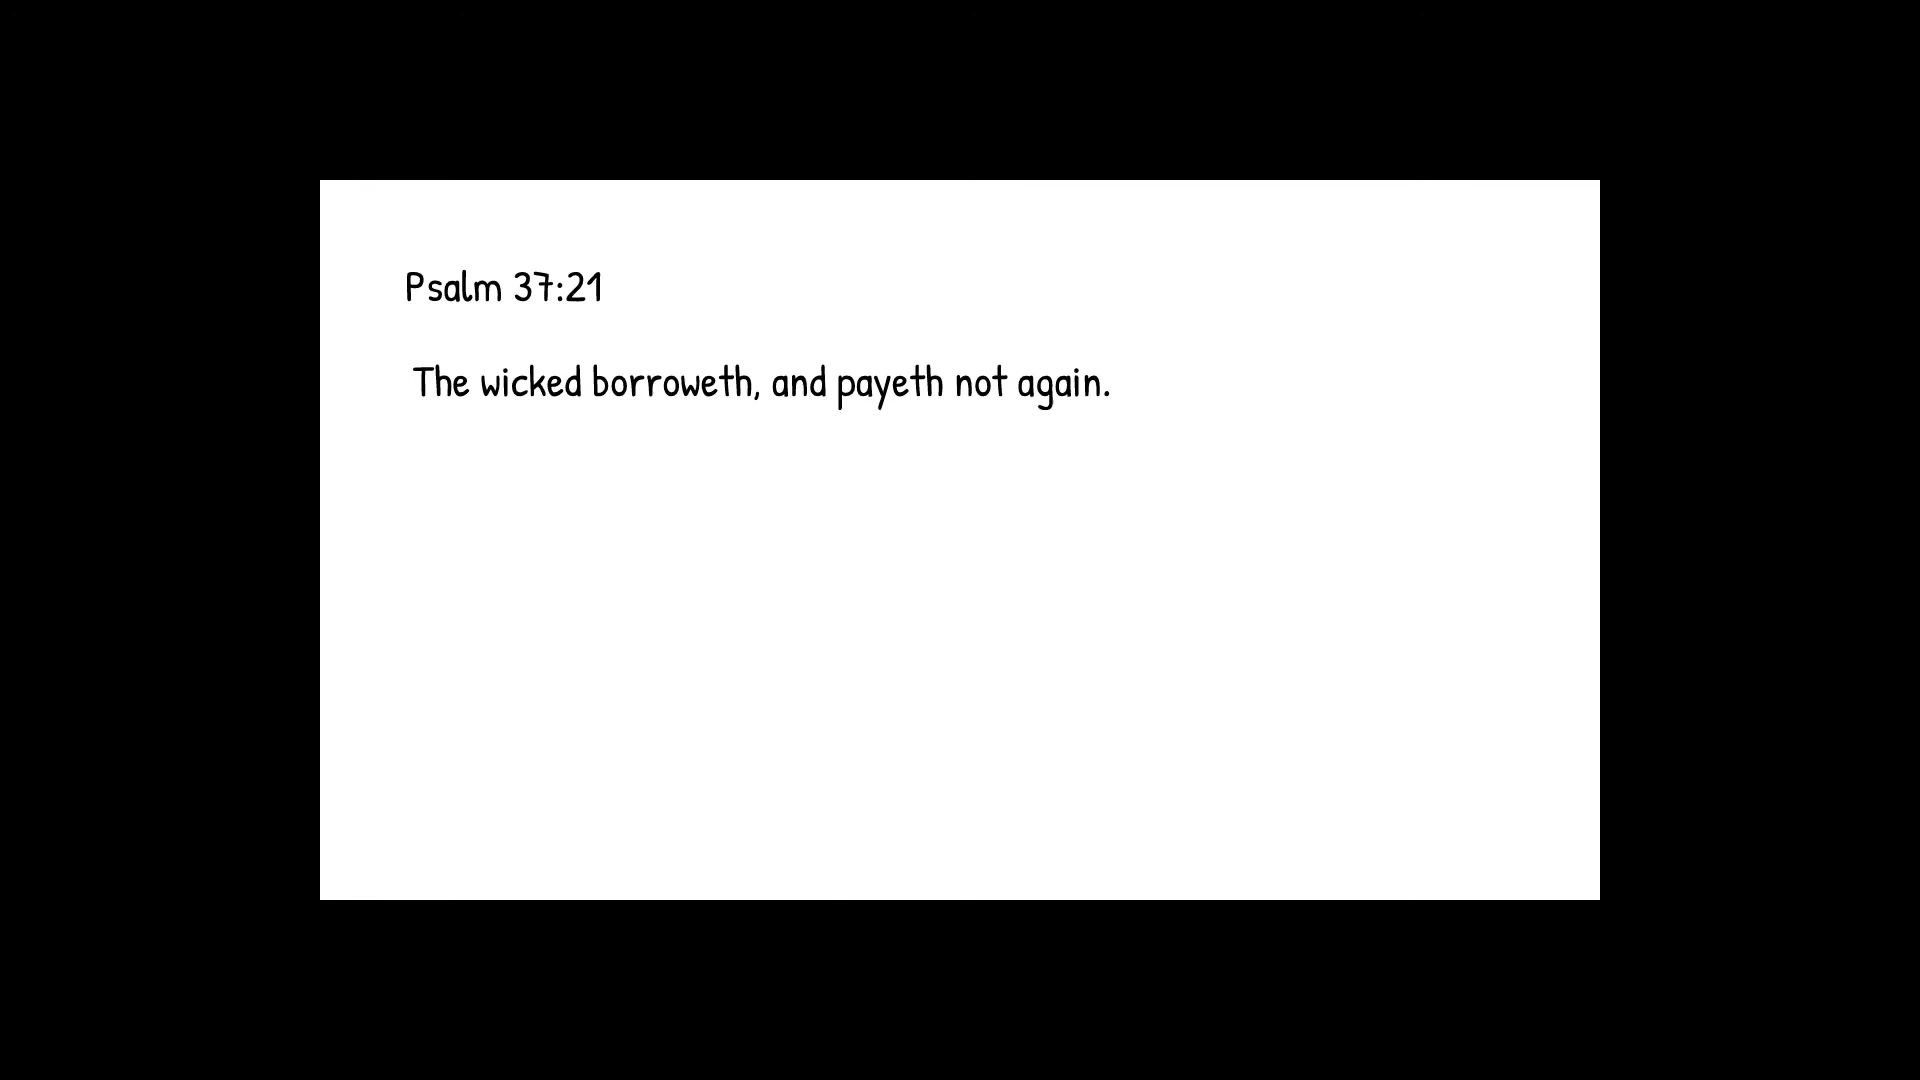 Psalm 37:21
The wicked borroweth, and payeth not again.